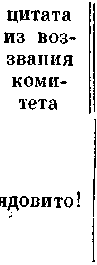 цитата
из воз-
звания
коми-
тета
ядовито!